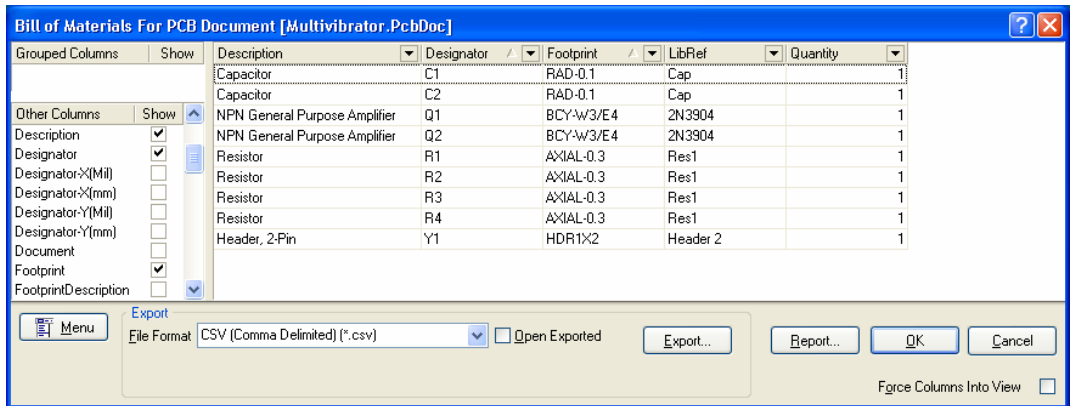 Bill of Materials For PCB Document [Multivibrator.PcbDoc]
Grouped Columns Show
Other Columns Show
Description
Designator
Designator-X(Mil)
Designator-X(mm)
Designator-Y(Mil)
Designator-Y(mm)
Document
Footprint
FootprintDescription
Description Designator Footprint LibRef Quantity
Capacitor C1 RAD-0.1 Cap 1
Capacitor C2 RAD-0.1 Cap 1
NPN General Purpose Amplifier Q1 BCY-W3/E4 2N3904 1
NPN General Purpose Amplifier Q2 BCY-W3/E4 2N3904 1
Resistor R1 AXIAL-0.3 Res1 1
Resistor R2 AXIAL-0.3 Res1 1
Resistor R3 AXIAL-0.3 Res1 1
Resistor R4 AXIAL-0.3 Res1 1
Header, 2-Pin Y1 HDR1X2 Header 2 1
Menu
Export
File Format CSV (Comma Delimited) (*.csv) Open Exported Export... Report... OK Cancel
Force Columns Into View